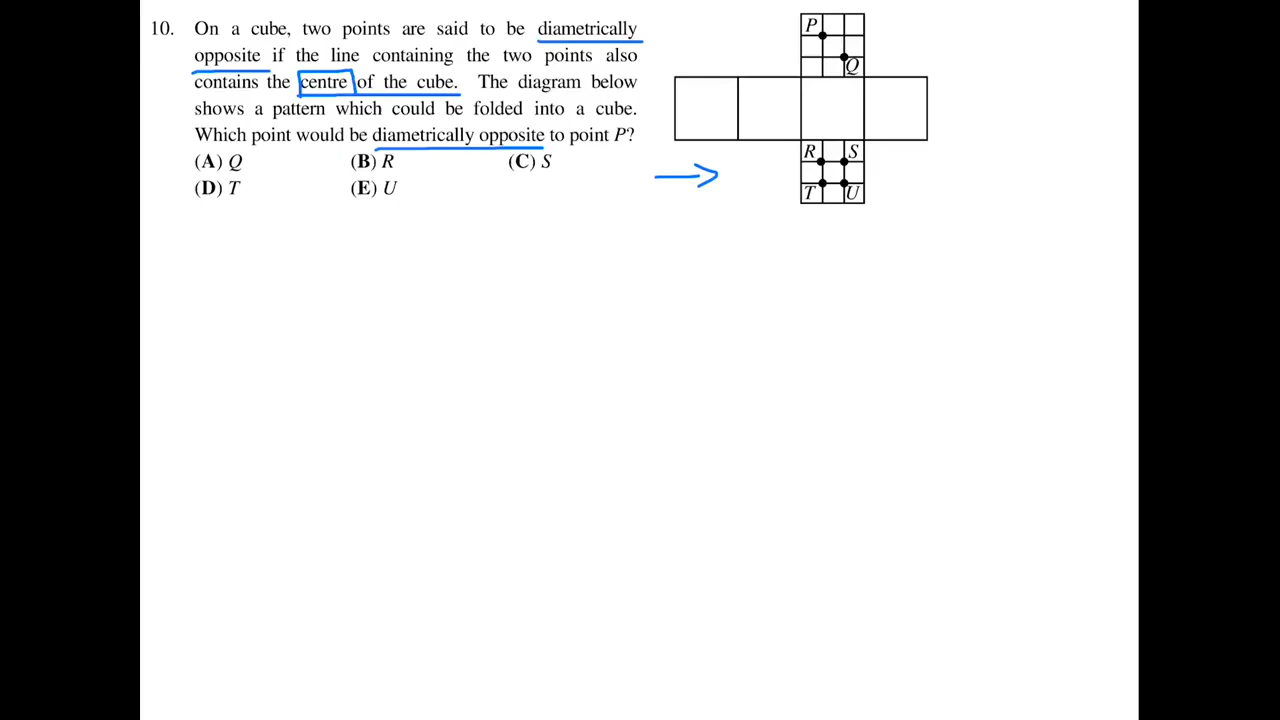 10. On a cube, two points are said to be diametrically
opposite if the line containing the two points also
contains the centre of the cube. The diagram below
shows a pattern which could be folded into a cube.
Which point would be diametrically opposite to point P?
(A) Q (B) R (C) S
(D) T (E) U
P
Q
R S
T U